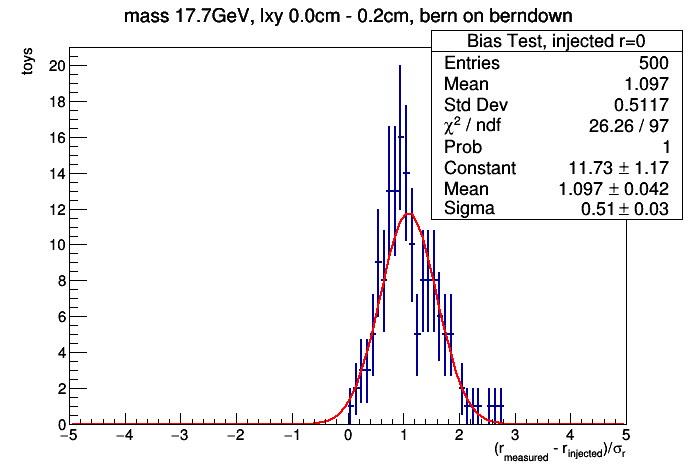 mass 17.7GeV, lxy 0.0cm - 0.2cm, bern on berndown
toys
Bias Test, injected r=0
Entries 500
Mean 1.097
Std Dev 0.5117
χ² / ndf 26.26 / 97
Prob 1
Constant 11.73 ± 1.17
Mean 1.097 ± 0.042
Sigma 0.51 ± 0.03
20
18
16
14
12
10
8
6
4
2
0
−5 −4 −3 −2 −1 0 1 2 3 4 5
(r_measured - r_injected)/σ_r